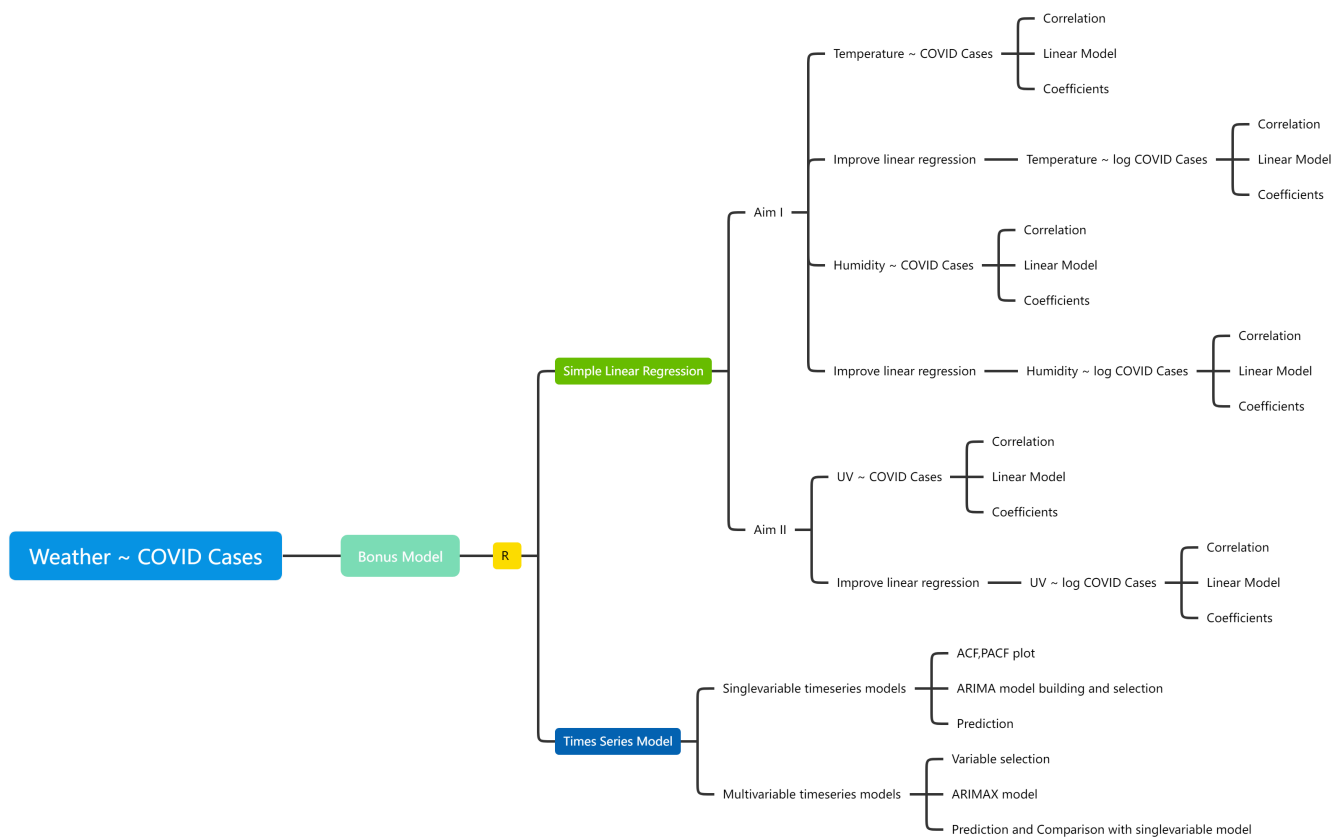 Weather ~ COVID Cases
Bonus Model
R
Simple Linear Regression
Aim I
Temperature ~ COVID Cases
Correlation
Linear Model
Coefficients
Improve linear regression
Temperature ~ log COVID Cases
Correlation
Linear Model
Coefficients
Humidity ~ COVID Cases
Correlation
Linear Model
Coefficients
Improve linear regression
Humidity ~ log COVID Cases
Correlation
Linear Model
Coefficients
Aim II
UV ~ COVID Cases
Correlation
Linear Model
Coefficients
Improve linear regression
UV ~ log COVID Cases
Correlation
Linear Model
Coefficients
Times Series Model
Singlevariable timeseries models
ACF,PACF plot
ARIMA model building and selection
Prediction
Multivariable timeseries models
Variable selection
ARIMAX model
Prediction and Comparison with singlevariable model